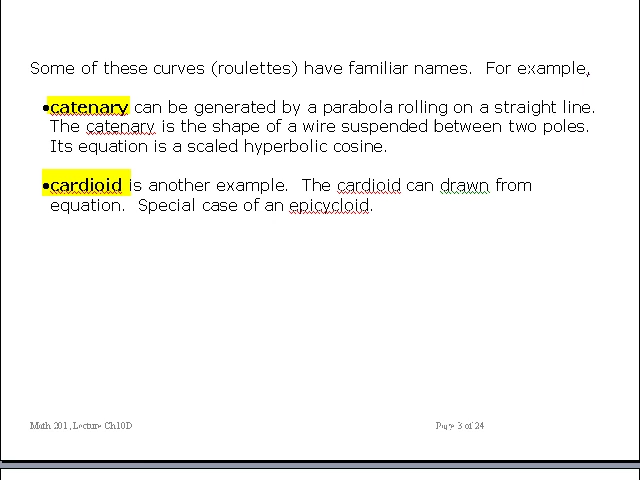 Some of these curves (roulettes) have familiar names.  For example,
•catenary can be generated by a parabola rolling on a straight line.
The catenary is the shape of a wire suspended between two poles.
Its equation is a scaled hyperbolic cosine.
•cardioid is another example.  The cardioid can drawn from
equation.  Special case of an epicycloid.
Math 201, Lecture Ch10D Page 3 of 24